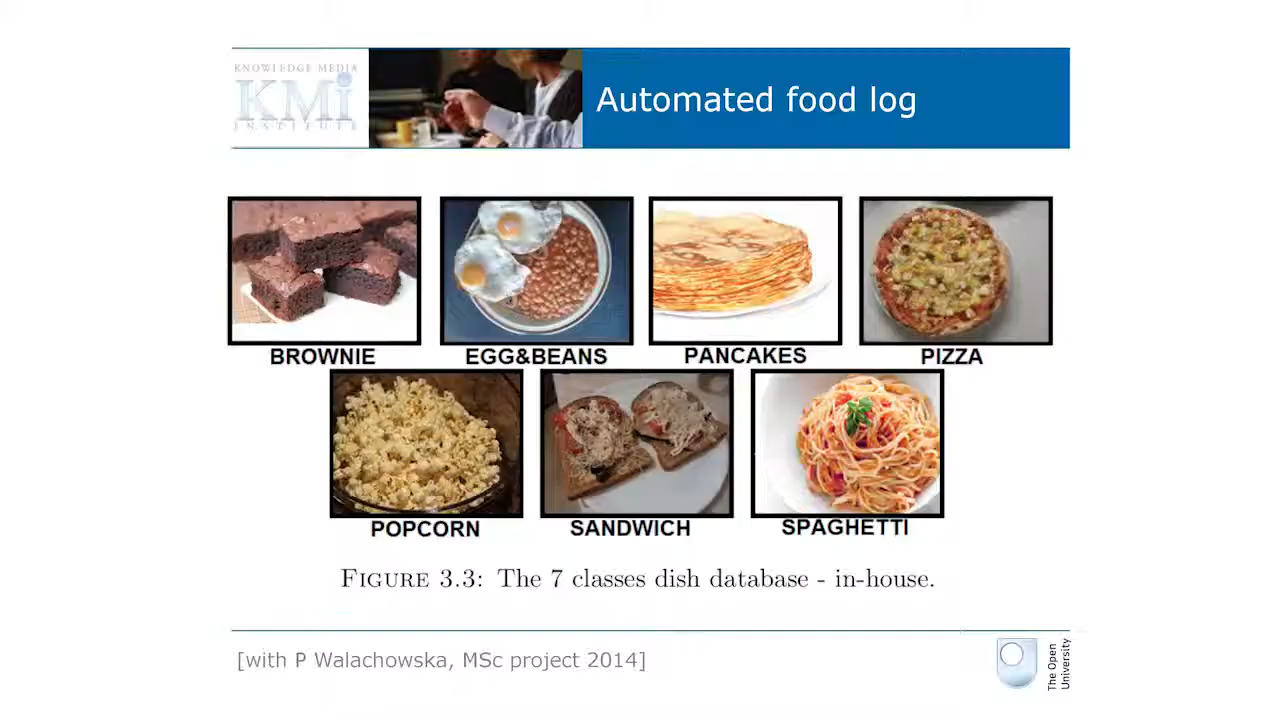 KNOWLEDGE MEDIA
KMi
INSTITUTE
Automated food log
BROWNIE
EGG&BEANS
PANCAKES
PIZZA
POPCORN
SANDWICH
SPAGHETTI
FIGURE 3.3: The 7 classes dish database - in-house.
[with P Walachowska, MSc project 2014]
The Open
University